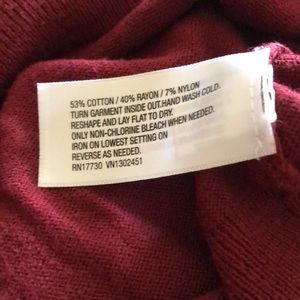 53% COTTON / 40% RAYON / 7% NYLON
TURN GARMENT INSIDE OUT.HAND WASH COLD.
RESHAPE AND LAY FLAT TO DRY.
ONLY NON-CHLORINE BLEACH WHEN NEEDED.
IRON ON LOWEST SETTING ON
REVERSE AS NEEDED.
RN17730 VN1302451